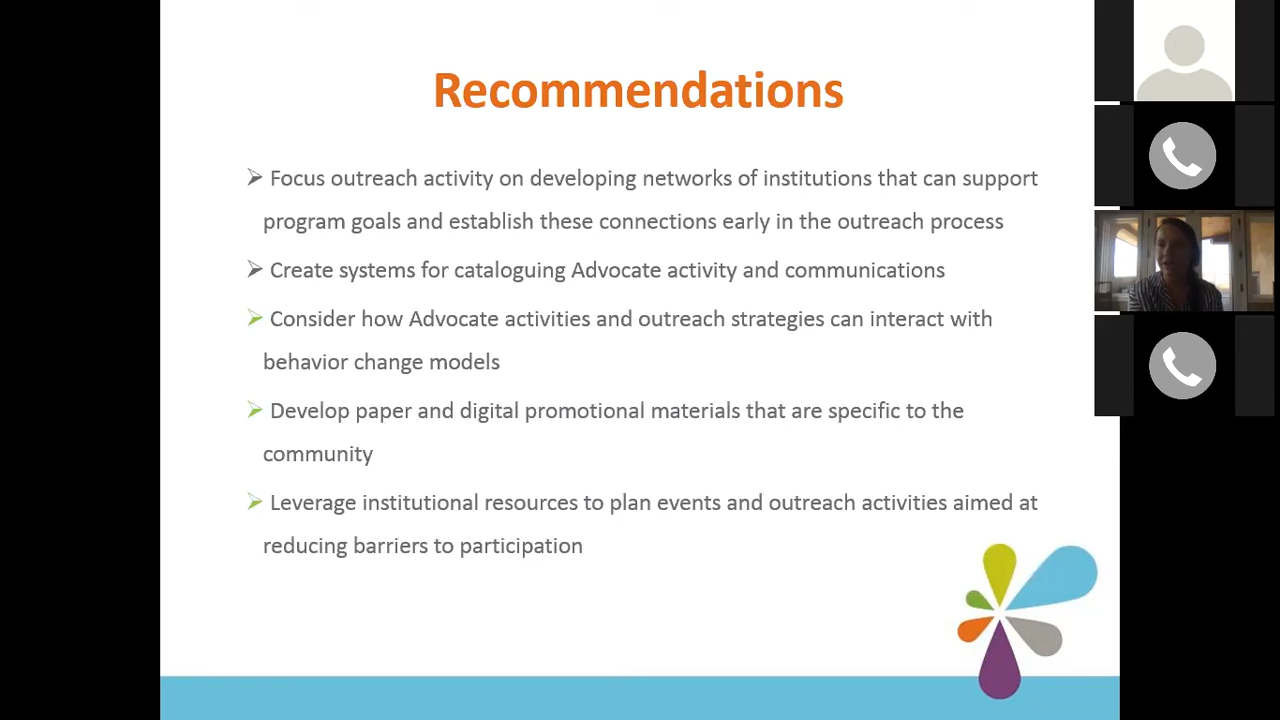 Recommendations
➢ Focus outreach activity on developing networks of institutions that can support
program goals and establish these connections early in the outreach process
➢ Create systems for cataloguing Advocate activity and communications
➢ Consider how Advocate activities and outreach strategies can interact with
behavior change models
➢ Develop paper and digital promotional materials that are specific to the
community
➢ Leverage institutional resources to plan events and outreach activities aimed at
reducing barriers to participation